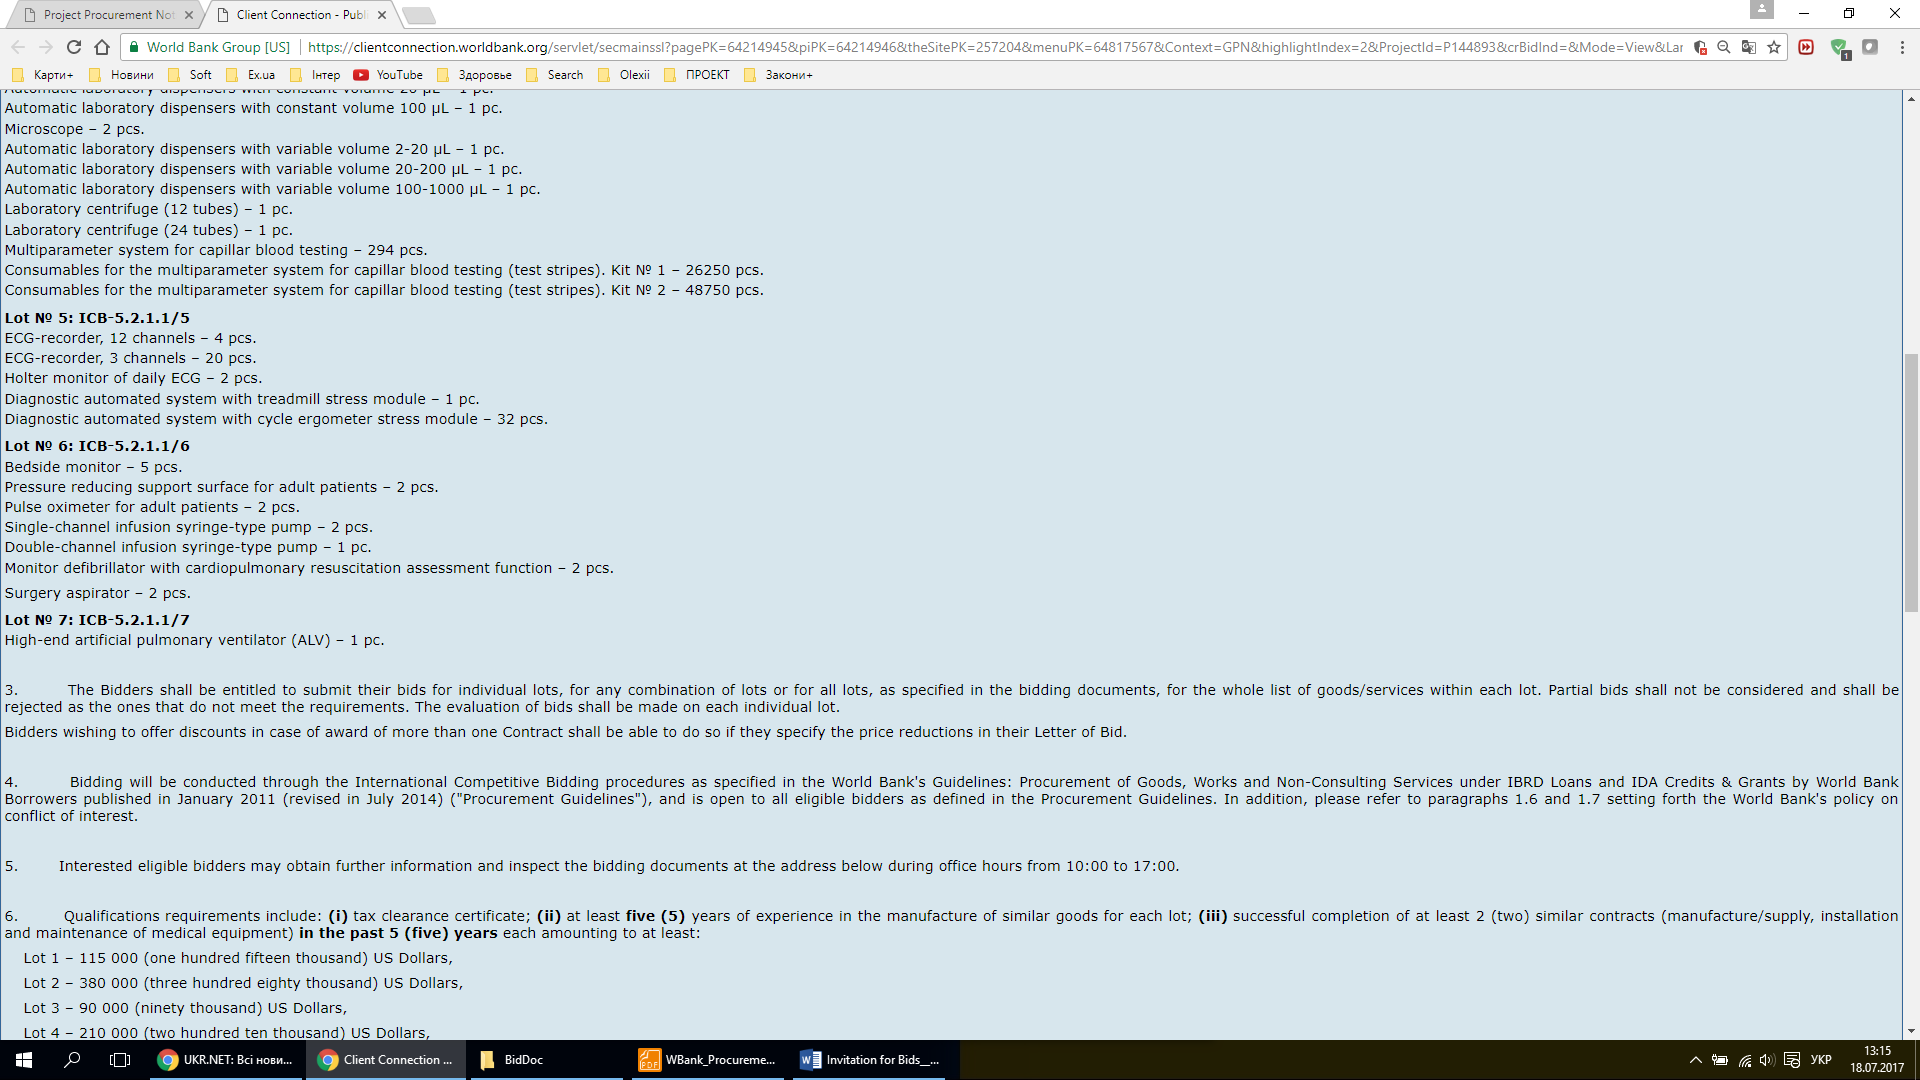 Project Procurement Not
Client Connection - Publ
World Bank Group [US]
https://clientconnection.worldbank.org/servlet/secmainssl?pagePK=64214945&piPK=64214946&theSitePK=257204&menuPK=64817567&Context=GPN&highlightIndex=2&ProjectId=P144893&crBidInd=&Mode=View&Lar
Карти+ Новини Soft Ex.ua Інтер YouTube Здоровье Search Olexii ПРОЕКТ Закони+
Automatic laboratory dispensers with constant volume 20 µL – 1 pc.
Automatic laboratory dispensers with constant volume 100 µL – 1 pc.
Microscope – 2 pcs.
Automatic laboratory dispensers with variable volume 2-20 µL – 1 pc.
Automatic laboratory dispensers with variable volume 20-200 µL – 1 pc.
Automatic laboratory dispensers with variable volume 100-1000 µL – 1 pc.
Laboratory centrifuge (12 tubes) – 1 pc.
Laboratory centrifuge (24 tubes) – 1 pc.
Multiparameter system for capillar blood testing – 294 pcs.
Consumables for the multiparameter system for capillar blood testing (test stripes). Kit № 1 – 26250 pcs.
Consumables for the multiparameter system for capillar blood testing (test stripes). Kit № 2 – 48750 pcs.
Lot № 5: ICB-5.2.1.1/5
ECG-recorder, 12 channels – 4 pcs.
ECG-recorder, 3 channels – 20 pcs.
Holter monitor of daily ECG – 2 pcs.
Diagnostic automated system with treadmill stress module – 1 pc.
Diagnostic automated system with cycle ergometer stress module – 32 pcs.
Lot № 6: ICB-5.2.1.1/6
Bedside monitor – 5 pcs.
Pressure reducing support surface for adult patients – 2 pcs.
Pulse oximeter for adult patients – 2 pcs.
Single-channel infusion syringe-type pump – 2 pcs.
Double-channel infusion syringe-type pump – 1 pc.
Monitor defibrillator with cardiopulmonary resuscitation assessment function – 2 pcs.
Surgery aspirator – 2 pcs.
Lot № 7: ICB-5.2.1.1/7
High-end artificial pulmonary ventilator (ALV) – 1 pc.
3. The Bidders shall be entitled to submit their bids for individual lots, for any combination of lots or for all lots, as specified in the bidding documents, for the whole list of goods/services within each lot. Partial bids shall not be considered and shall be
rejected as the ones that do not meet the requirements. The evaluation of bids shall be made on each individual lot.
Bidders wishing to offer discounts in case of award of more than one Contract shall be able to do so if they specify the price reductions in their Letter of Bid.
4. Bidding will be conducted through the International Competitive Bidding procedures as specified in the World Bank's Guidelines: Procurement of Goods, Works and Non-Consulting Services under IBRD Loans and IDA Credits & Grants by World Bank
Borrowers published in January 2011 (revised in July 2014) ("Procurement Guidelines"), and is open to all eligible bidders as defined in the Procurement Guidelines. In addition, please refer to paragraphs 1.6 and 1.7 setting forth the World Bank's policy on
conflict of interest.
5. Interested eligible bidders may obtain further information and inspect the bidding documents at the address below during office hours from 10:00 to 17:00.
6. Qualifications requirements include: (i) tax clearance certificate; (ii) at least five (5) years of experience in the manufacture of similar goods for each lot; (iii) successful completion of at least 2 (two) similar contracts (manufacture/supply, installation
and maintenance of medical equipment) in the past 5 (five) years each amounting to at least:
Lot 1 – 115 000 (one hundred fifteen thousand) US Dollars,
Lot 2 – 380 000 (three hundred eighty thousand) US Dollars,
Lot 3 – 90 000 (ninety thousand) US Dollars,
Lot 4 – 210 000 (two hundred ten thousand) US Dollars,
UKR.NET: Всі нови... Client Connection ... BidDoc WBank_Procureme... Invitation for Bids__... УКР
13:15
18.07.2017